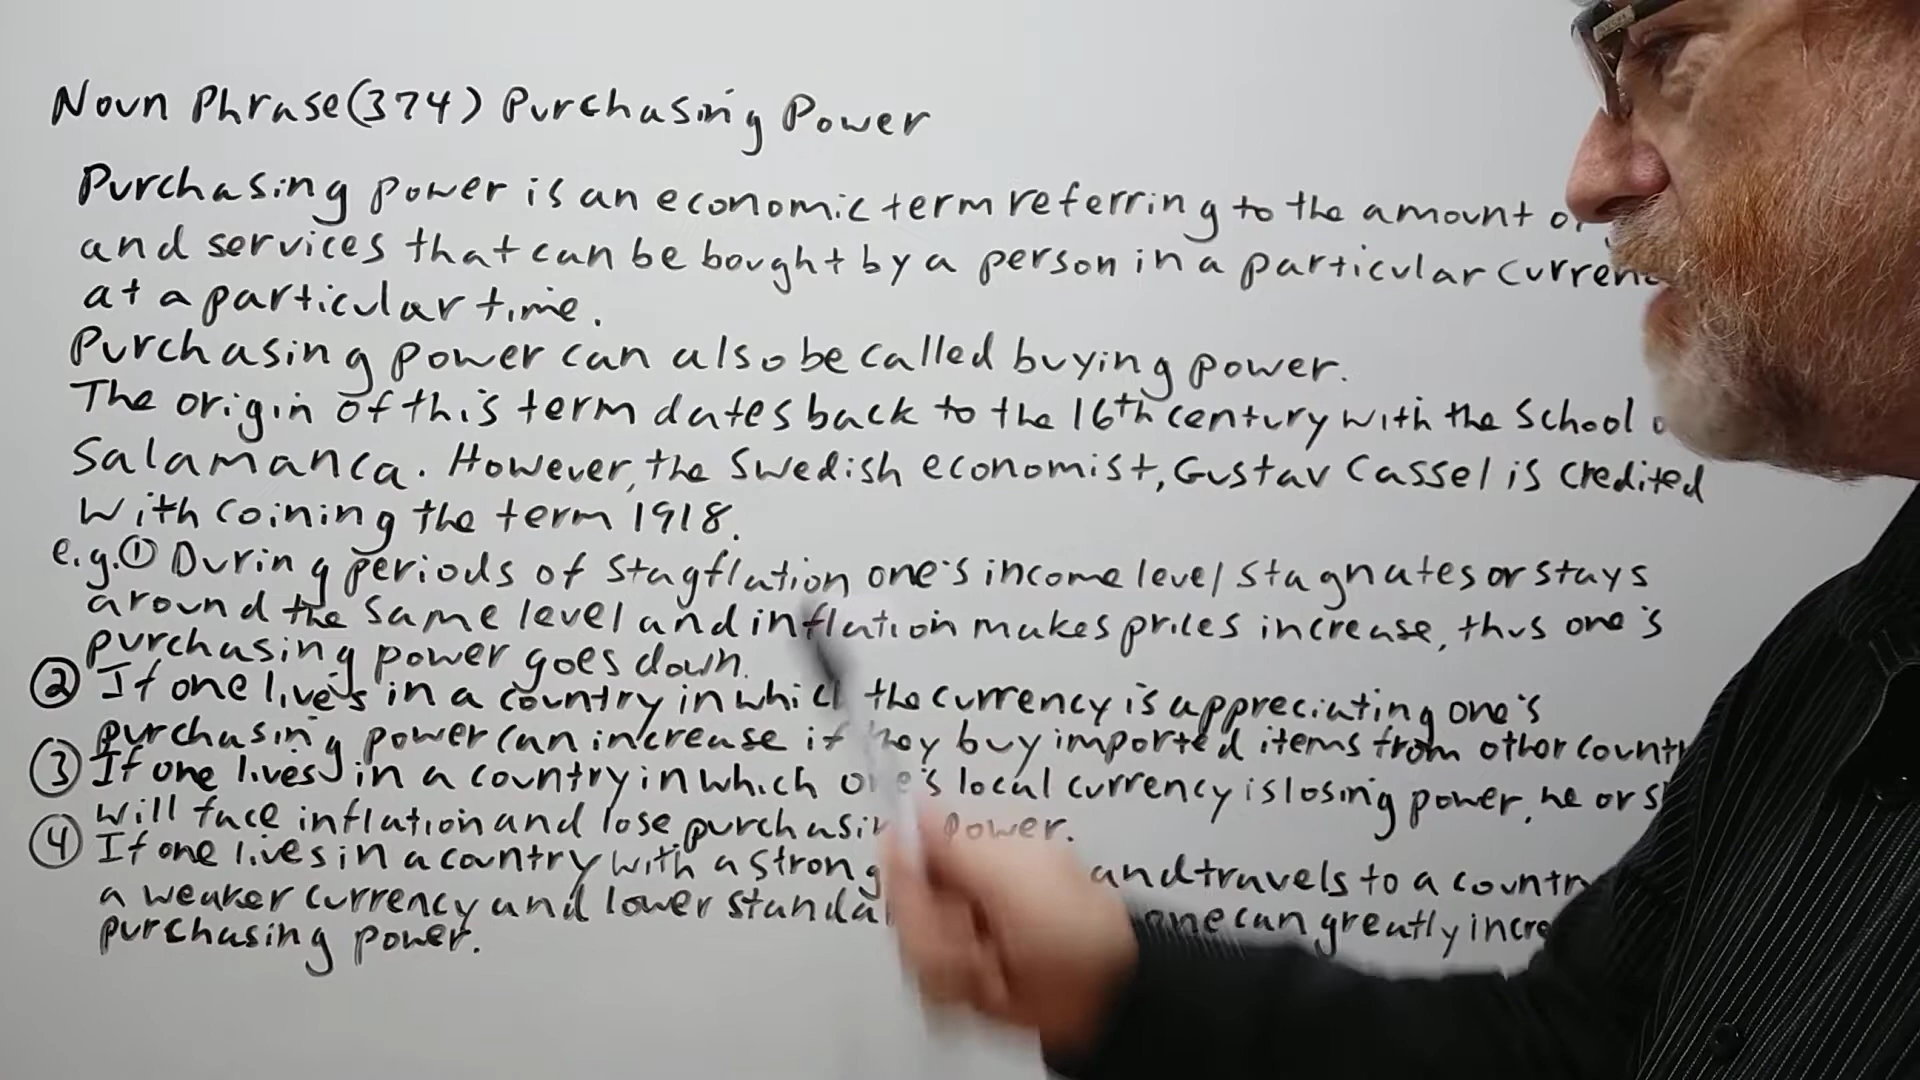 Noun Phrase (374) Purchasing Power
Purchasing power is an economic term referring to the amount
and services that can be bought by a person in a particular
at a particular time.
Purchasing power can also be called buying power.
The origin of this term dates back to the 16th century with the School
Salamanca. However, the Swedish economist, Gustav Cassel is credited
with coining the term 1918.
e.g. ① During periods of stagflation one's income level stagnates or stays
around the same level and inflation makes prices increase, thus one's
purchasing power goes down.
② If one lives in a country in which the currency is appreciating one's
purchasing power can increase if they buy imported items from other
③ If one lives in a country in which one's local currency is losing power, he or
will face inflation and lose purchasing power.
④ If one lives in a country with a strong and travels to a
a weaker currency and lower one can greatly
purchasing power.